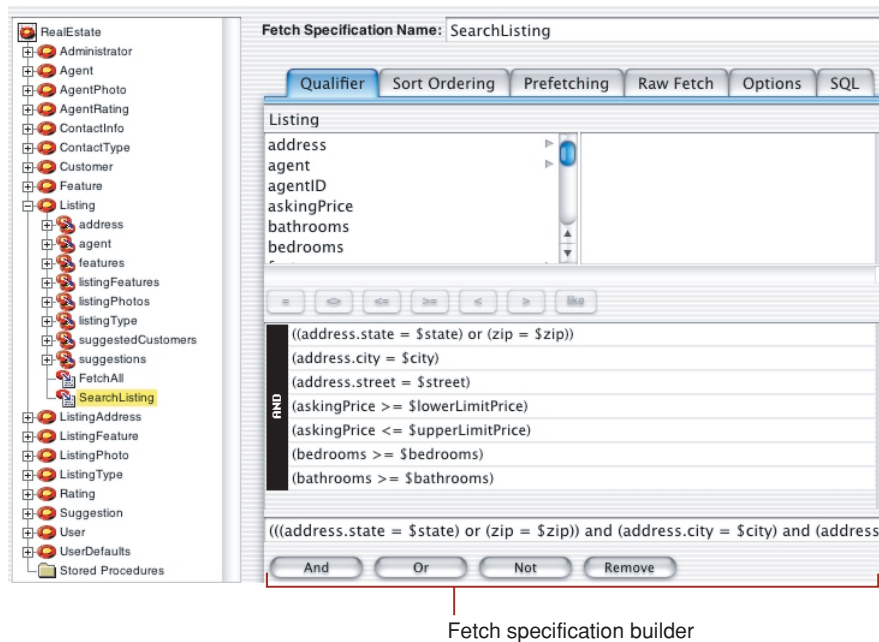 RealEstate
Administrator
Agent
AgentPhoto
AgentRating
ContactInfo
ContactType
Customer
Feature
Listing
address
agent
features
listingFeatures
listingPhotos
listingType
suggestedCustomers
suggestions
FetchAll
SearchListing
ListingAddress
ListingFeature
ListingPhoto
ListingType
Rating
Suggestion
User
UserDefaults
Stored Procedures
Fetch Specification Name: SearchListing
Qualifier Sort Ordering Prefetching Raw Fetch Options SQL
Listing
address
agent
agentID
askingPrice
bathrooms
bedrooms
= <> <= >= < > like
AND
((address.state = $state) or (zip = $zip))
(address.city = $city)
(address.street = $street)
(askingPrice >= $lowerLimitPrice)
(askingPrice <= $upperLimitPrice)
(bedrooms >= $bedrooms)
(bathrooms >= $bathrooms)
(((address.state = $state) or (zip = $zip)) and (address.city = $city) and (address
And Or Not Remove
Fetch specification builder